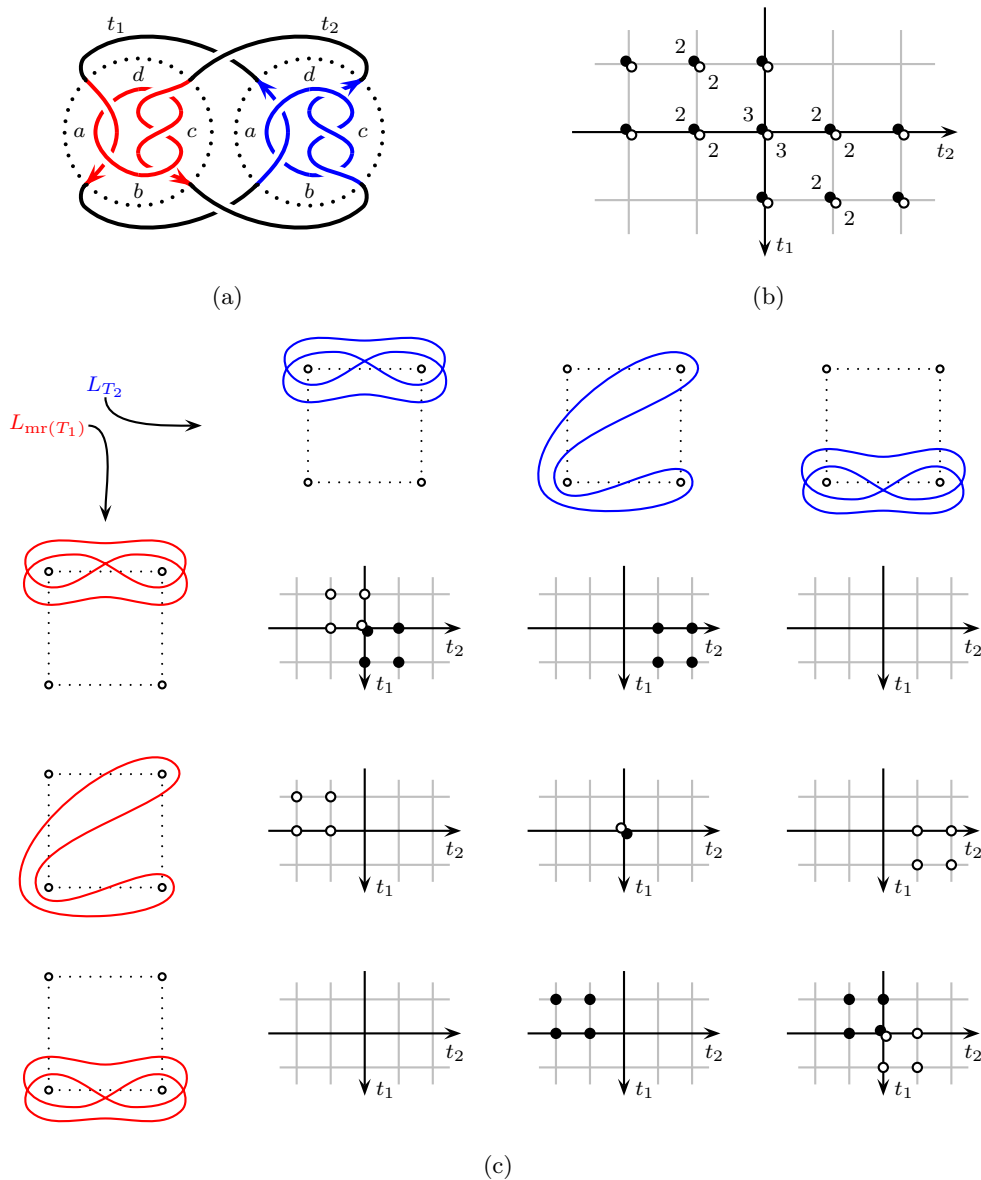 t₁ t₂
d d
a c a c
b b
(a)
2
2
2 3 2
2 3 2
t₂
2
2
t₁
(b)
L_{T₂}
L_{mr(T₁)}
t₂ t₂ t₂
t₁ t₁ t₁
t₂ t₂ t₂
t₁ t₁ t₁
t₂ t₂ t₂
t₁ t₁ t₁
(c)